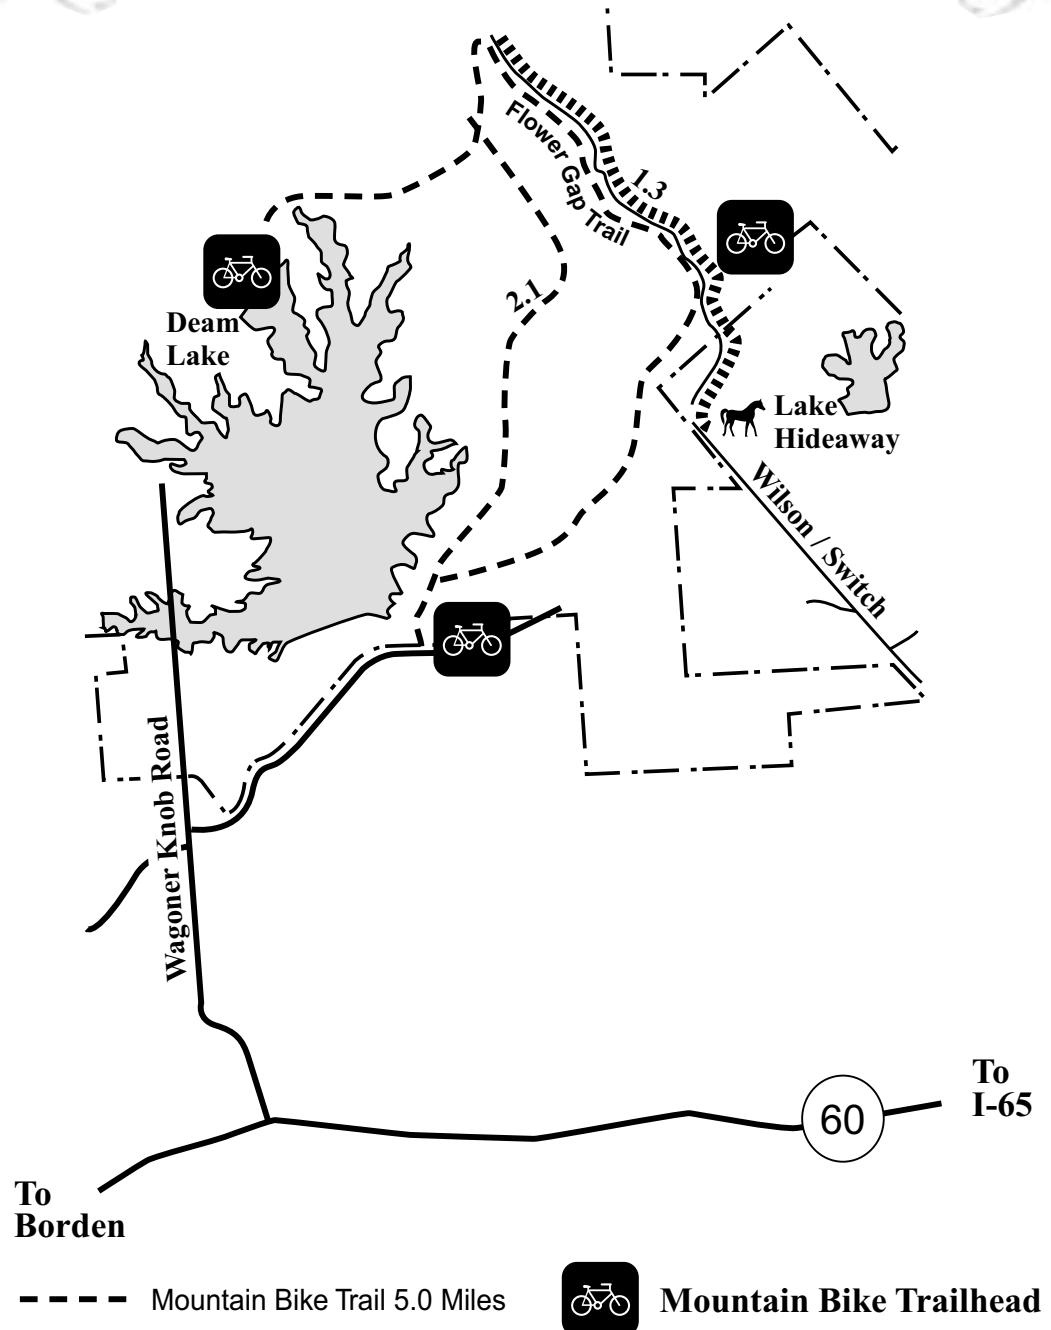 Flower Gap Trail
1.3
2.1
Deam
Lake
Lake
Hideaway
Wilson / Switch
Wagoner Knob Road
To
I-65
60
To
Borden
Mountain Bike Trail 5.0 Miles
Mountain Bike Trailhead